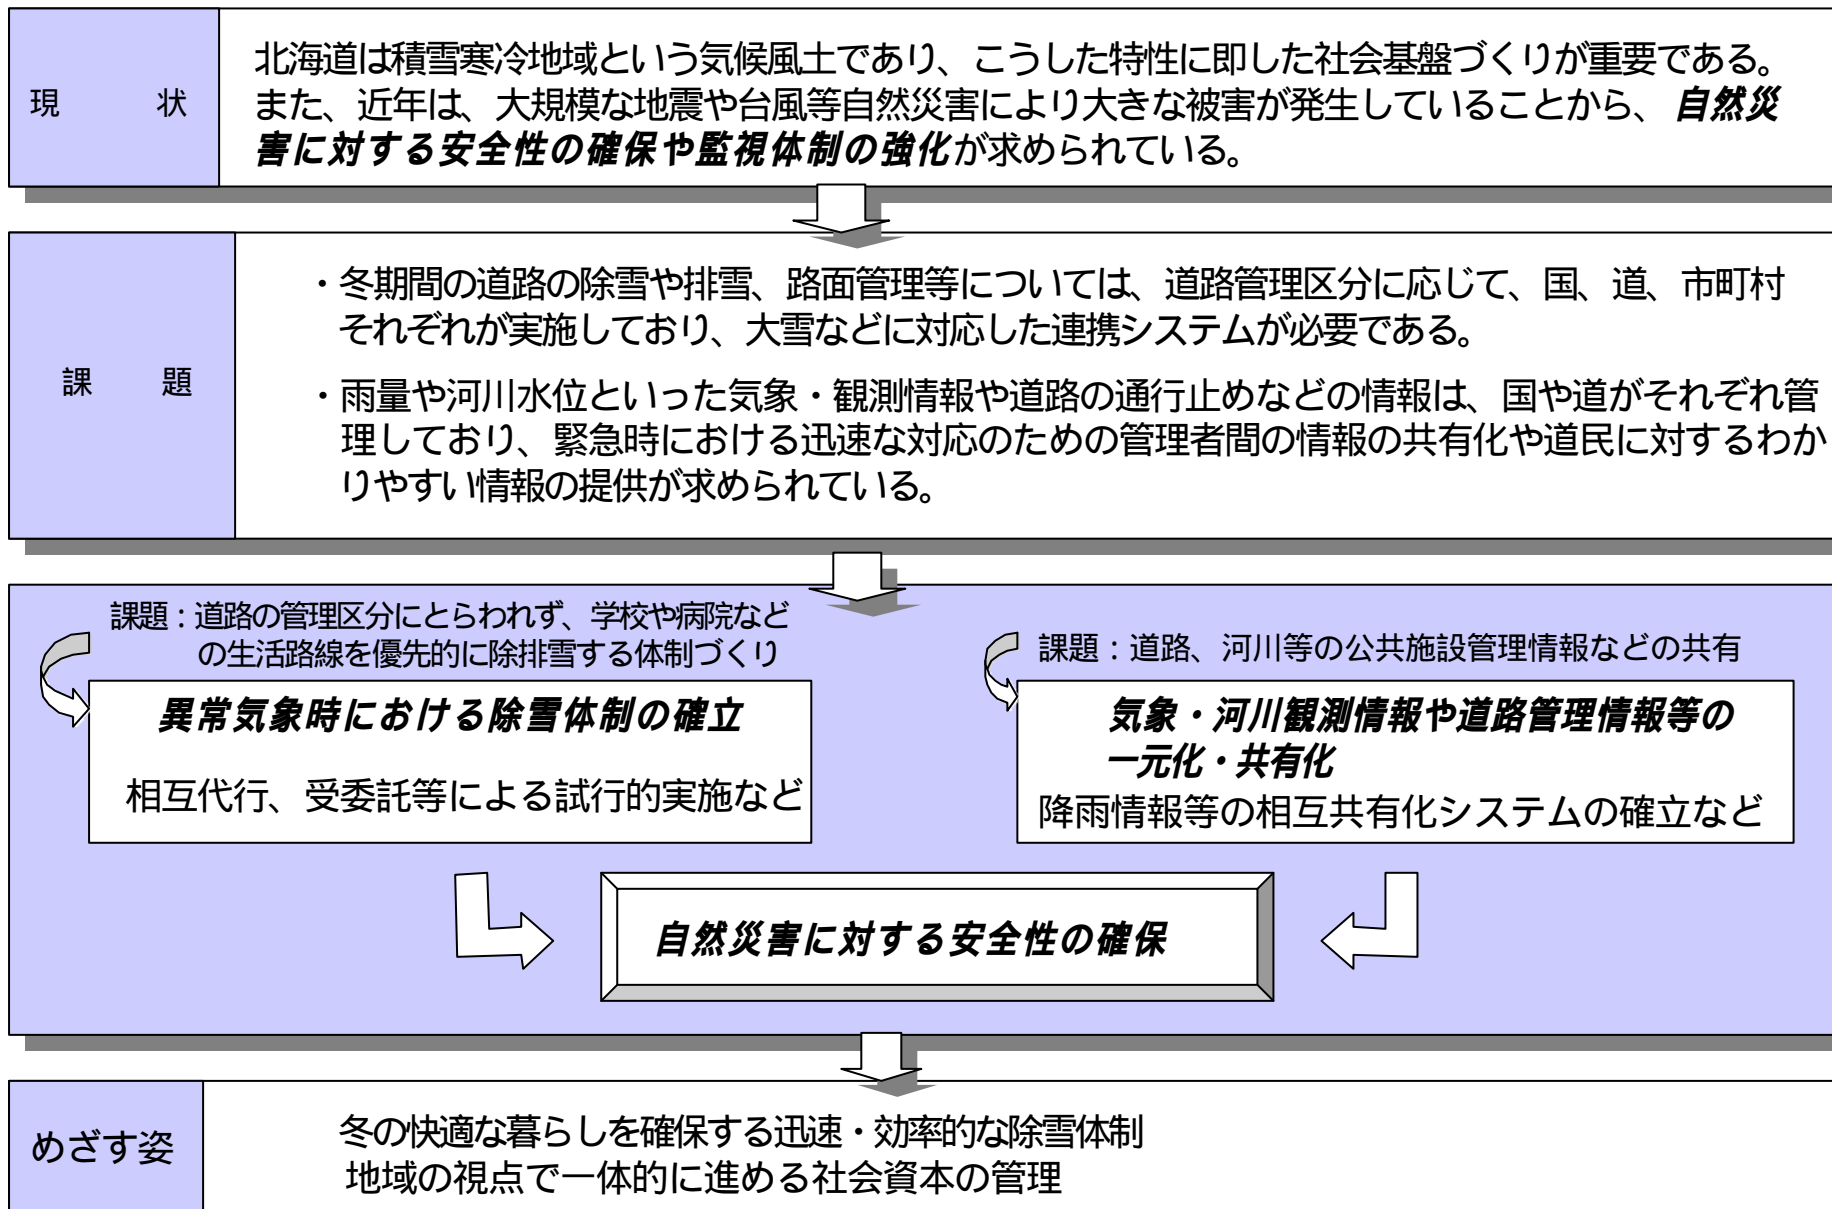 現　　状
北海道は積雪寒冷地域という気候風土であり、こうした特性に即した社会基盤づくりが重要である。
また、近年は、大規模な地震や台風等自然災害により大きな被害が発生していることから、自然災
害に対する安全性の確保や監視体制の強化が求められている。
課　　題
・冬期間の道路の除雪や排雪、路面管理等については、道路管理区分に応じて、国、道、市町村
それぞれが実施しており、大雪などに対応した連携システムが必要である。
・雨量や河川水位といった気象・観測情報や道路の通行止めなどの情報は、国や道がそれぞれ管
理しており、緊急時における迅速な対応のための管理者間の情報の共有化や道民に対するわか
りやすい情報の提供が求められている。
課題：道路の管理区分にとらわれず、学校や病院など
の生活路線を優先的に除排雪する体制づくり
異常気象時における除雪体制の確立
相互代行、受委託等による試行的実施など
課題：道路、河川等の公共施設管理情報などの共有
気象・河川観測情報や道路管理情報等の
一元化・共有化
降雨情報等の相互共有化システムの確立など
自然災害に対する安全性の確保
めざす姿
冬の快適な暮らしを確保する迅速・効率的な除雪体制
地域の視点で一体的に進める社会資本の管理